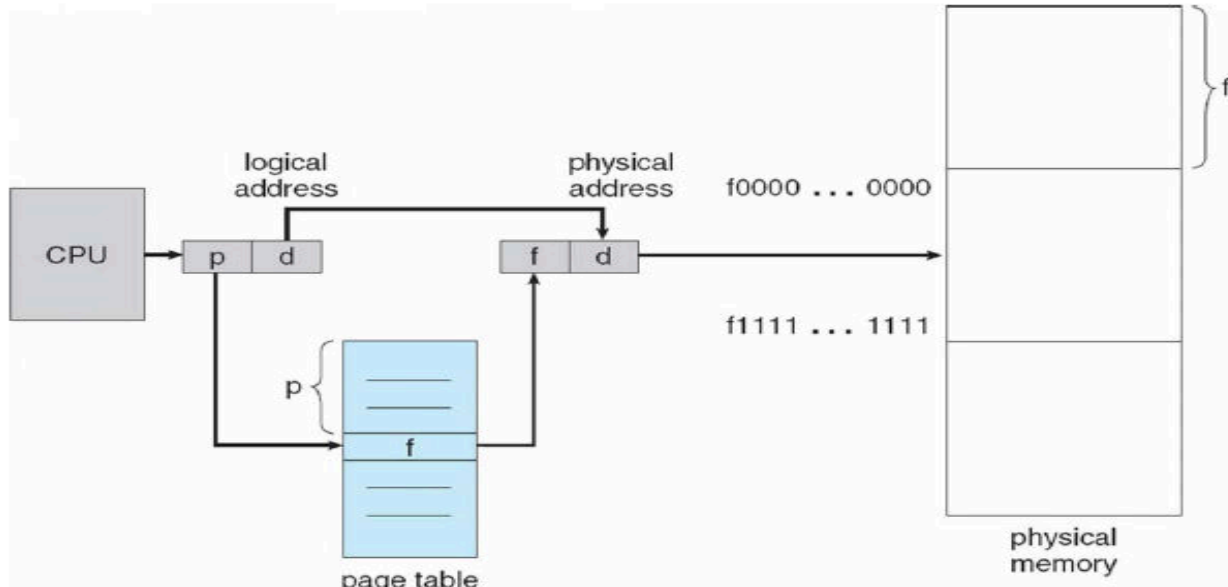 logical
address
physical
address
f0000 ... 0000
f
CPU
p
d
f
d
f1111 ... 1111
p
f
page table
physical
memory